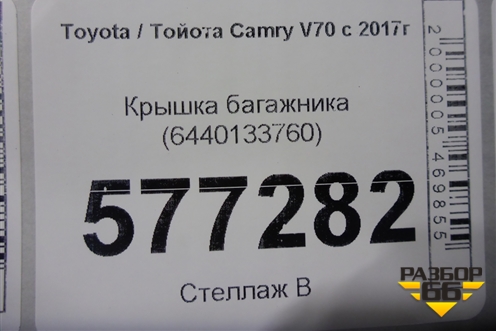 Toyota / Тойота Camry V70 с 2017г
Крышка багажника
(6440133760)
577282
Стеллаж В
2000005469855
РАЗБОР
66